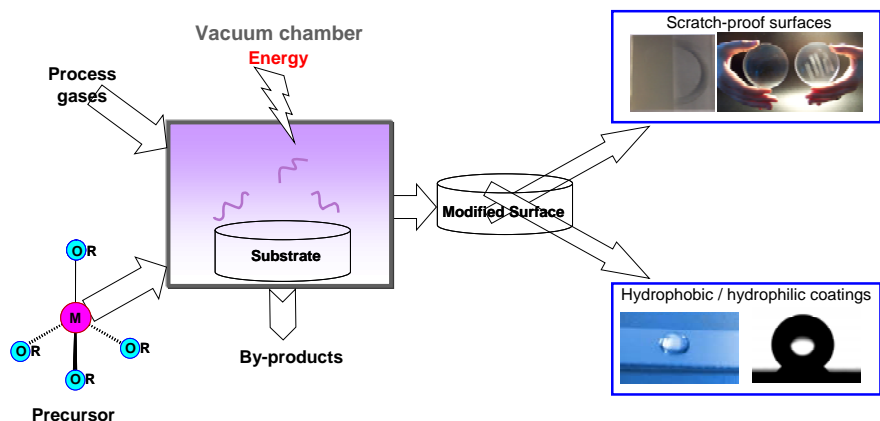 Vacuum chamber
Energy
Process
gases
Scratch-proof surfaces
Substrate
Modified Surface
OR
M
OR
OR
OR
Precursor
By-products
Hydrophobic / hydrophilic coatings